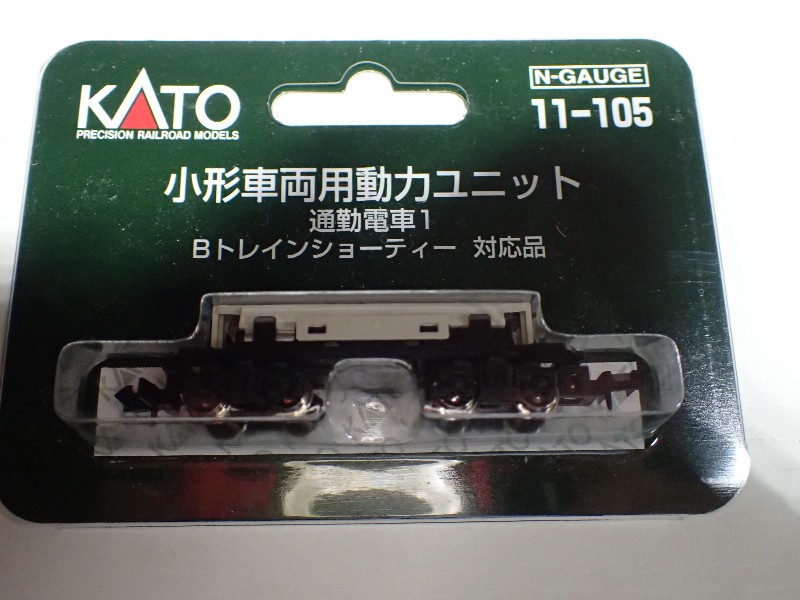 KATO
PRECISION RAILROAD MODELS
N-GAUGE
11-105
小形車両用動力ユニット
通勤電車1
Bトレインショーティー 対応品
KATO